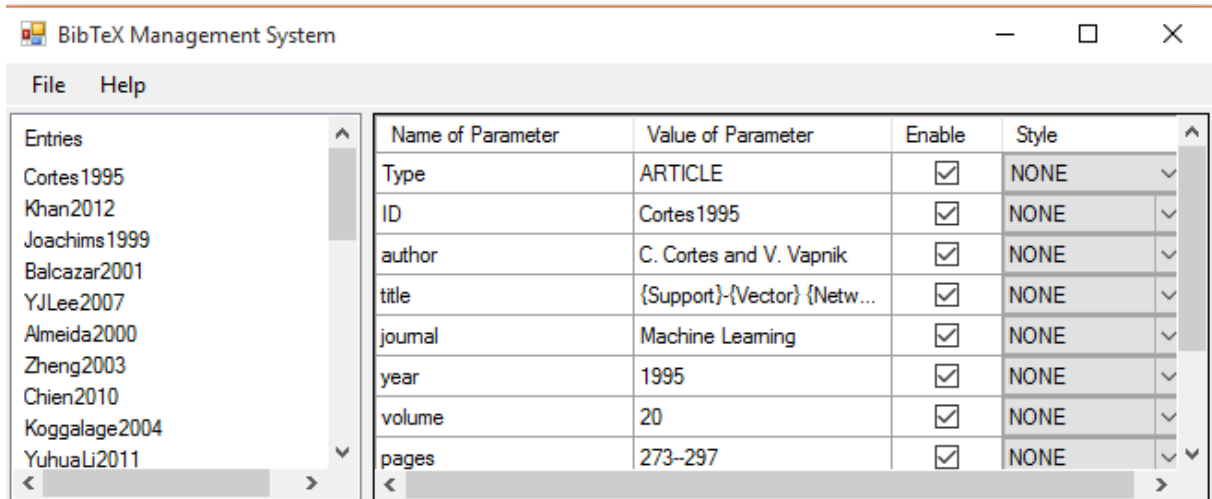 BibTeX Management System
File Help
Entries
Cortes1995
Khan2012
Joachims1999
Balcazar2001
YJLee2007
Almeida2000
Zheng2003
Chien2010
Koggalage2004
YuhuaLi2011
Name of Parameter Value of Parameter Enable Style
Type ARTICLE NONE
ID Cortes1995 NONE
author C. Cortes and V. Vapnik NONE
title {Support}-{Vector} {Netw... NONE
journal Machine Learning NONE
year 1995 NONE
volume 20 NONE
pages 273--297 NONE